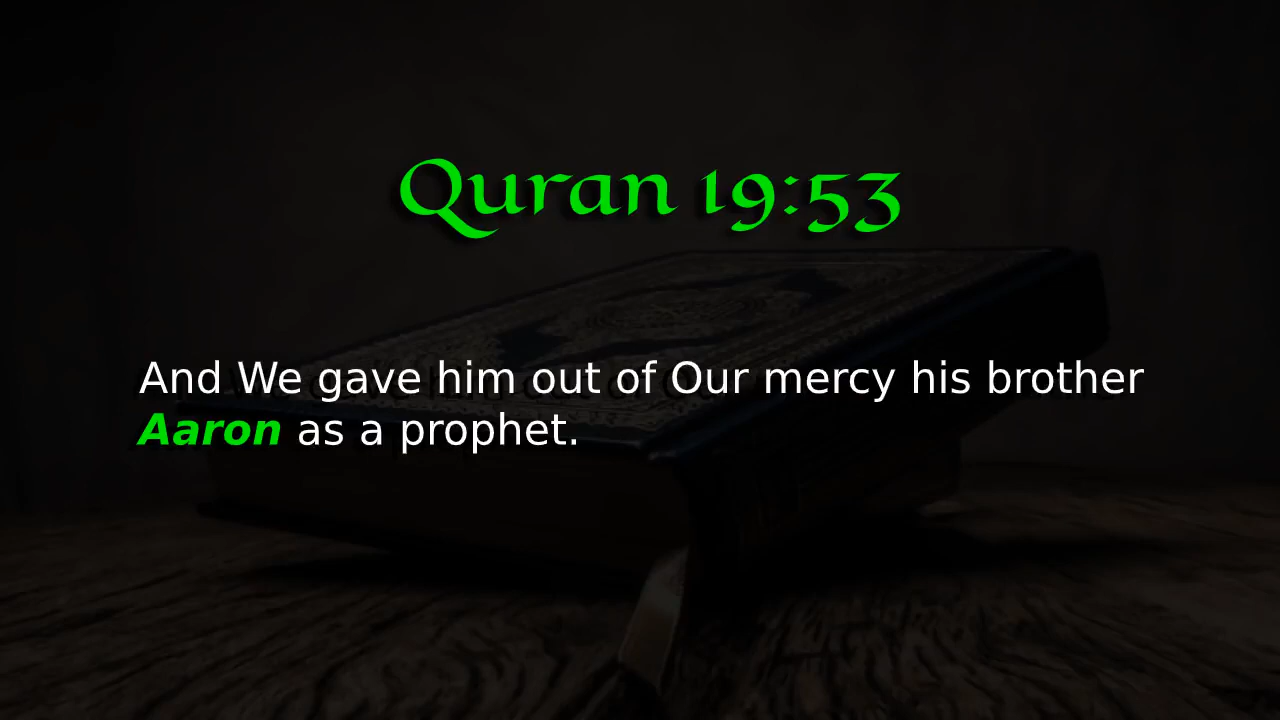 Quran 19:53
And We gave him out of Our mercy his brother
Aaron as a prophet.